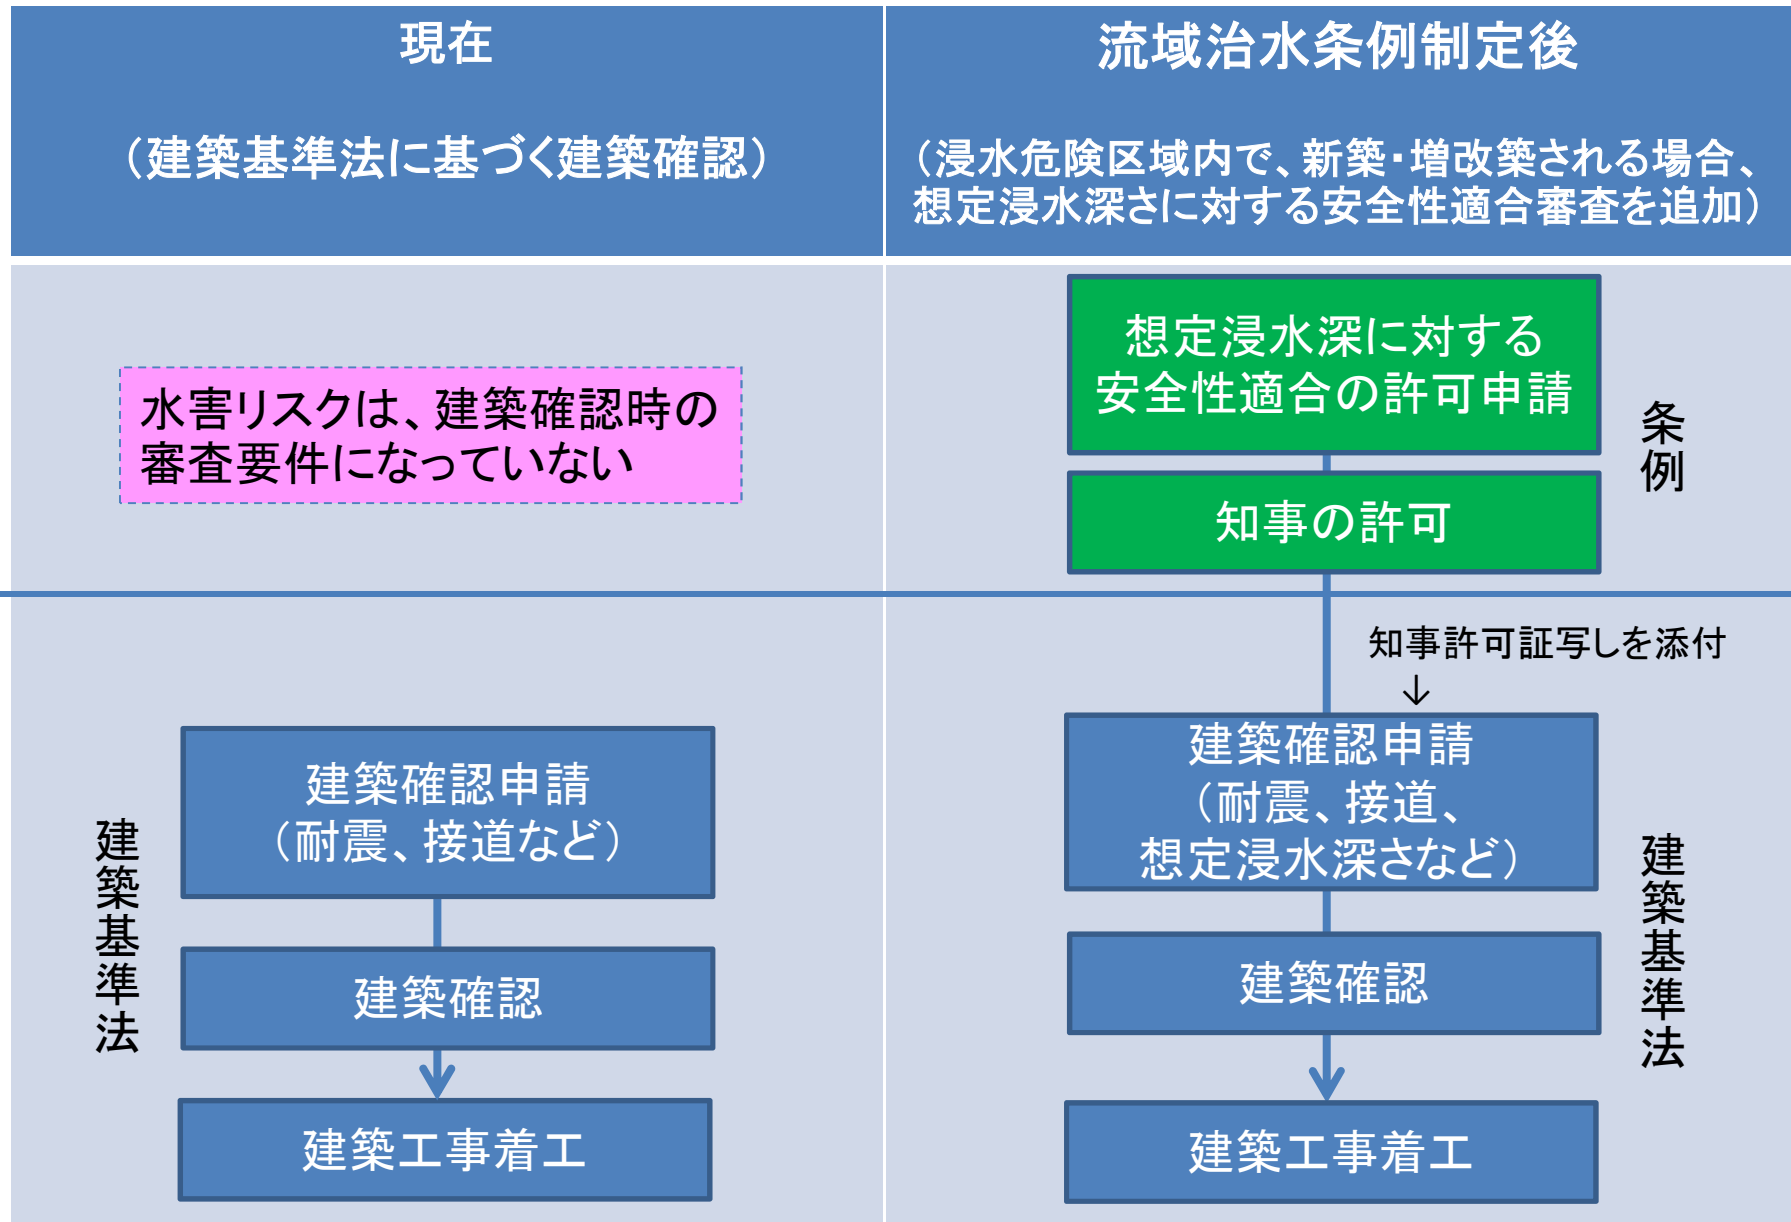 現在
（建築基準法に基づく建築確認）
流域治水条例制定後
（浸水危険区域内で、新築・増改築される場合、
想定浸水深さに対する安全性適合審査を追加）
水害リスクは、建築確認時の
審査要件になっていない
想定浸水深に対する
安全性適合の許可申請
知事の許可
条例
知事許可証写しを添付
↓
建築基準法
建築確認申請
（耐震、接道など）
建築確認
建築工事着工
建築確認申請
（耐震、接道、
想定浸水深さなど）
建築確認
建築工事着工
建築基準法